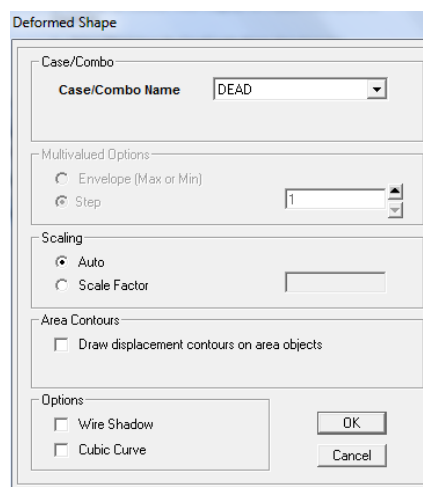 Deformed Shape
Case/Combo
Case/Combo Name DEAD
Multivalued Options
Envelope (Max or Min)
Step 1
Scaling
Auto
Scale Factor
Area Contours
Draw displacement contours on area objects
Options
Wire Shadow OK
Cubic Curve Cancel